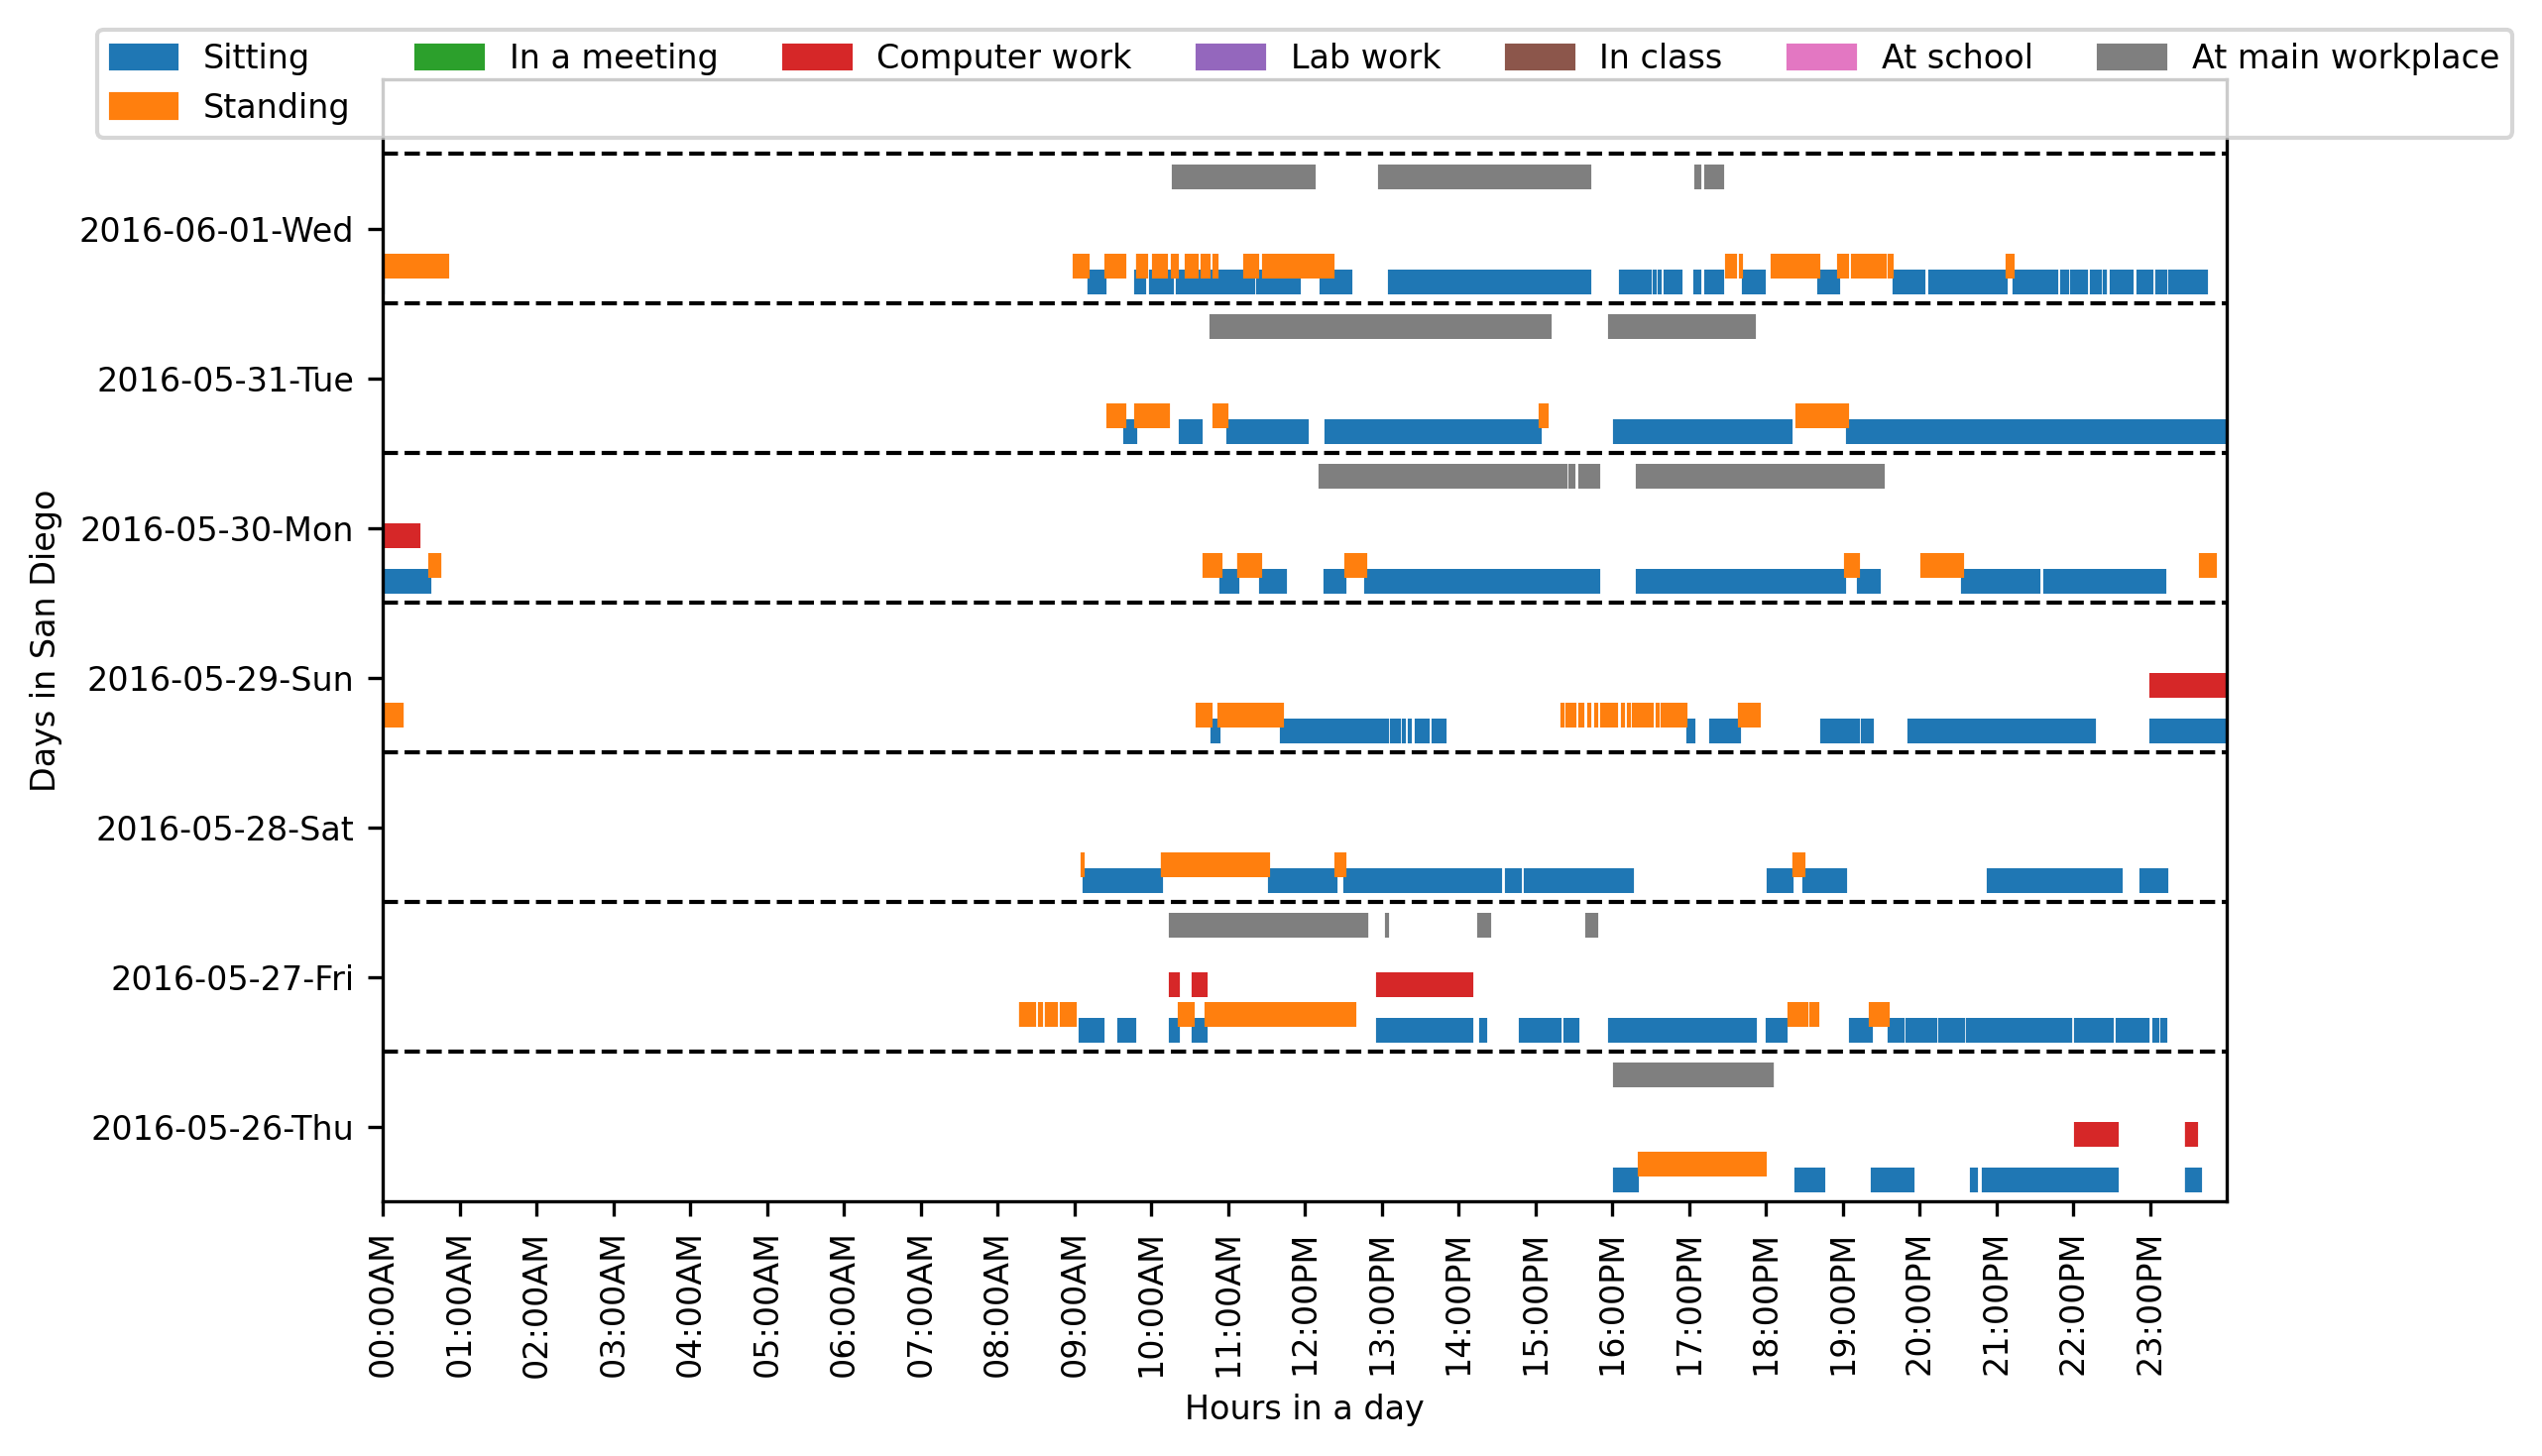 Sitting In a meeting Computer work Lab work In class At school At main workplace
Standing
2016-06-01-Wed
2016-05-31-Tue
2016-05-30-Mon
2016-05-29-Sun
2016-05-28-Sat
2016-05-27-Fri
2016-05-26-Thu
Days in San Diego
00:00AM 01:00AM 02:00AM 03:00AM 04:00AM 05:00AM 06:00AM 07:00AM 08:00AM 09:00AM 10:00AM 11:00AM 12:00PM 13:00PM 14:00PM 15:00PM 16:00PM 17:00PM 18:00PM 19:00PM 20:00PM 21:00PM 22:00PM 23:00PM
Hours in a day